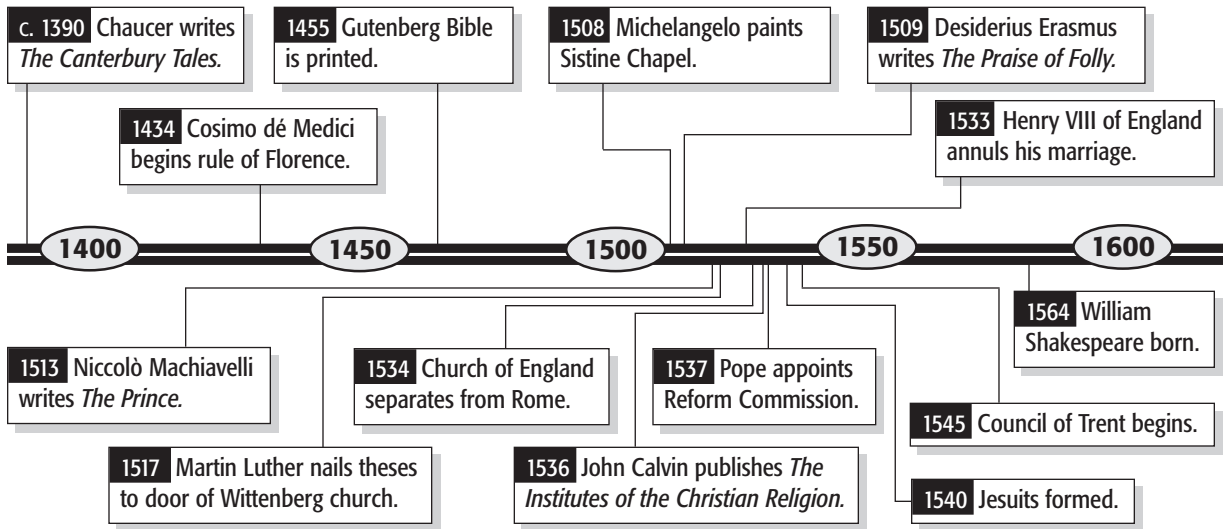 c. 1390 Chaucer writes
The Canterbury Tales.
1455 Gutenberg Bible
is printed.
1508 Michelangelo paints
Sistine Chapel.
1509 Desiderius Erasmus
writes The Praise of Folly.
1434 Cosimo dé Medici
begins rule of Florence.
1533 Henry VIII of England
annuls his marriage.
1400
1450
1500
1550
1600
1513 Niccolò Machiavelli
writes The Prince.
1534 Church of England
separates from Rome.
1537 Pope appoints
Reform Commission.
1564 William
Shakespeare born.
1517 Martin Luther nails theses
to door of Wittenberg church.
1536 John Calvin publishes The
Institutes of the Christian Religion.
1545 Council of Trent begins.
1540 Jesuits formed.